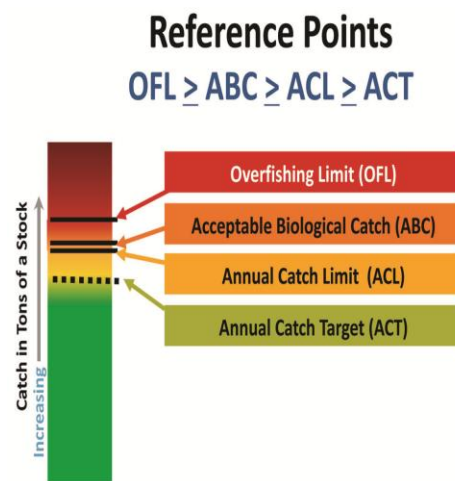 Reference Points
OFL ≥ ABC ≥ ACL ≥ ACT
Overfishing Limit (OFL)
Acceptable Biological Catch (ABC)
Annual Catch Limit (ACL)
Annual Catch Target (ACT)
Catch in Tons of a Stock
Increasing